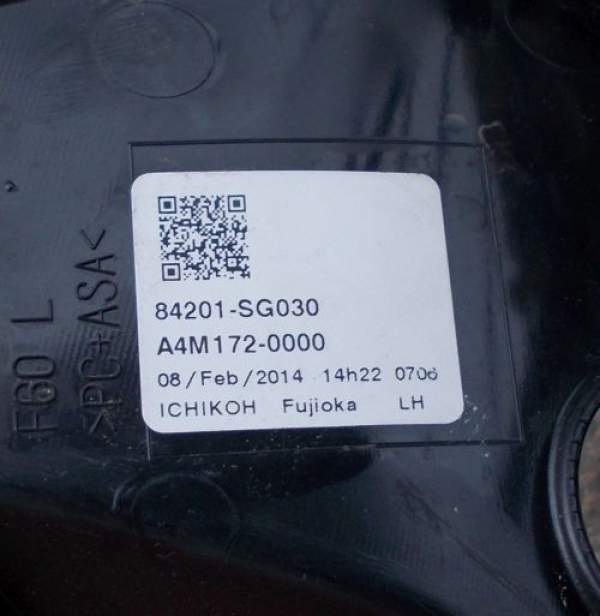 84201-SG030
A4M172-0000
08/Feb/2014 14h22 0706
ICHIKOH Fujioka LH
F60 L
>PC+ASA<